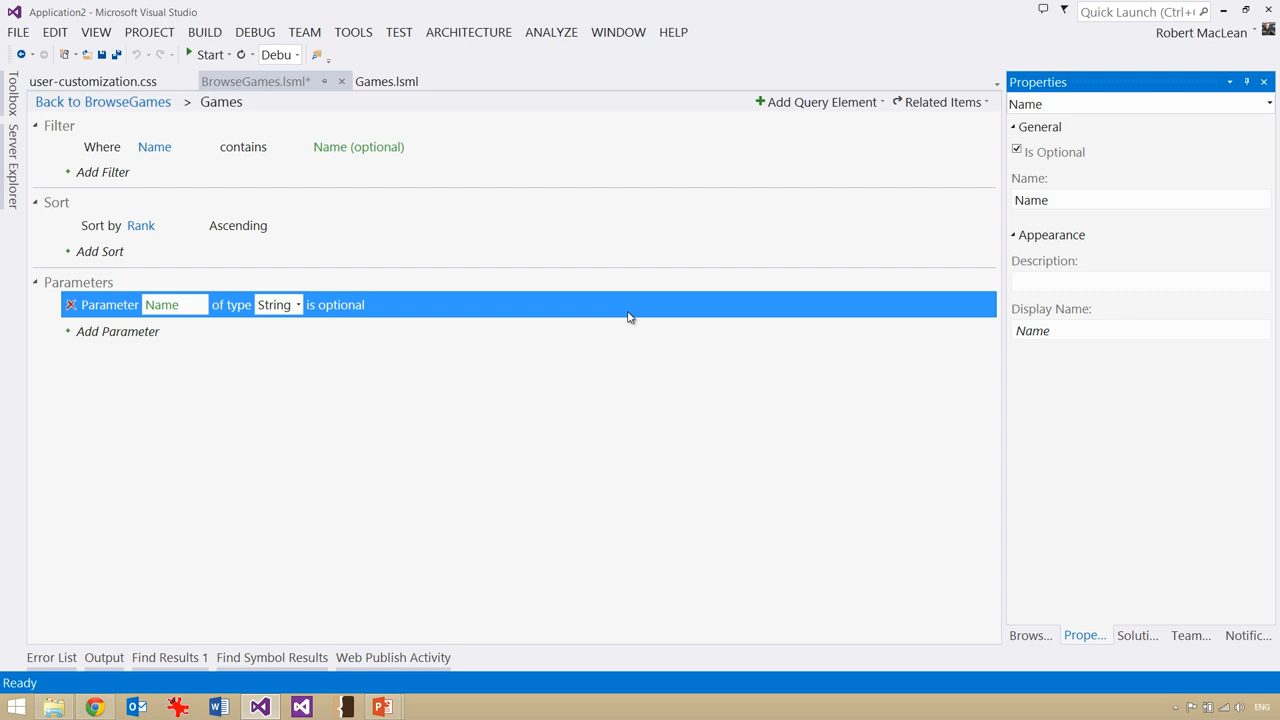 Application2 - Microsoft Visual Studio
Quick Launch (Ctrl+
FILE EDIT VIEW PROJECT BUILD DEBUG TEAM TOOLS TEST ARCHITECTURE ANALYZE WINDOW HELP
Robert MacLean
Start Debu
Toolbox
Server Explorer
user-customization.css BrowseGames.lsml* Games.lsml
Back to BrowseGames > Games
Add Query Element Related Items
Filter
Where Name contains Name (optional)
Add Filter
Sort
Sort by Rank Ascending
Add Sort
Parameters
Parameter Name of type String is optional
Add Parameter
Properties
Name
General
Is Optional
Name:
Name
Appearance
Description:
Display Name:
Name
Brows... Prope... Soluti... Team... Notific...
Error List Output Find Results 1 Find Symbol Results Web Publish Activity
Ready
ENG